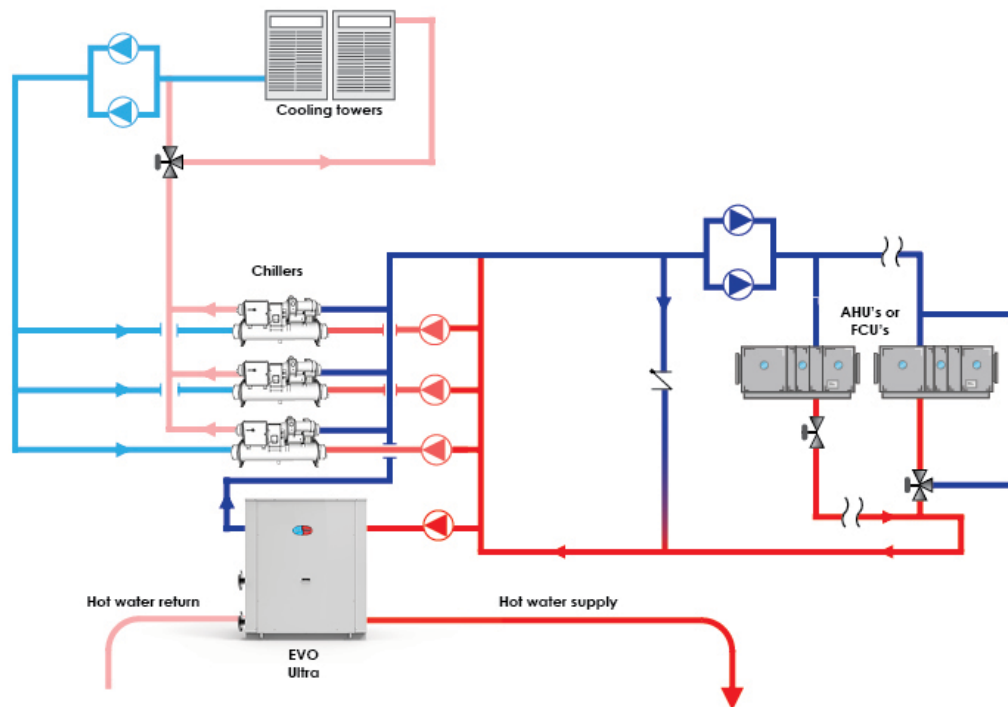 Cooling towers
Chillers
AHU's or
FCU's
Hot water return
Hot water supply
EVO
Ultra